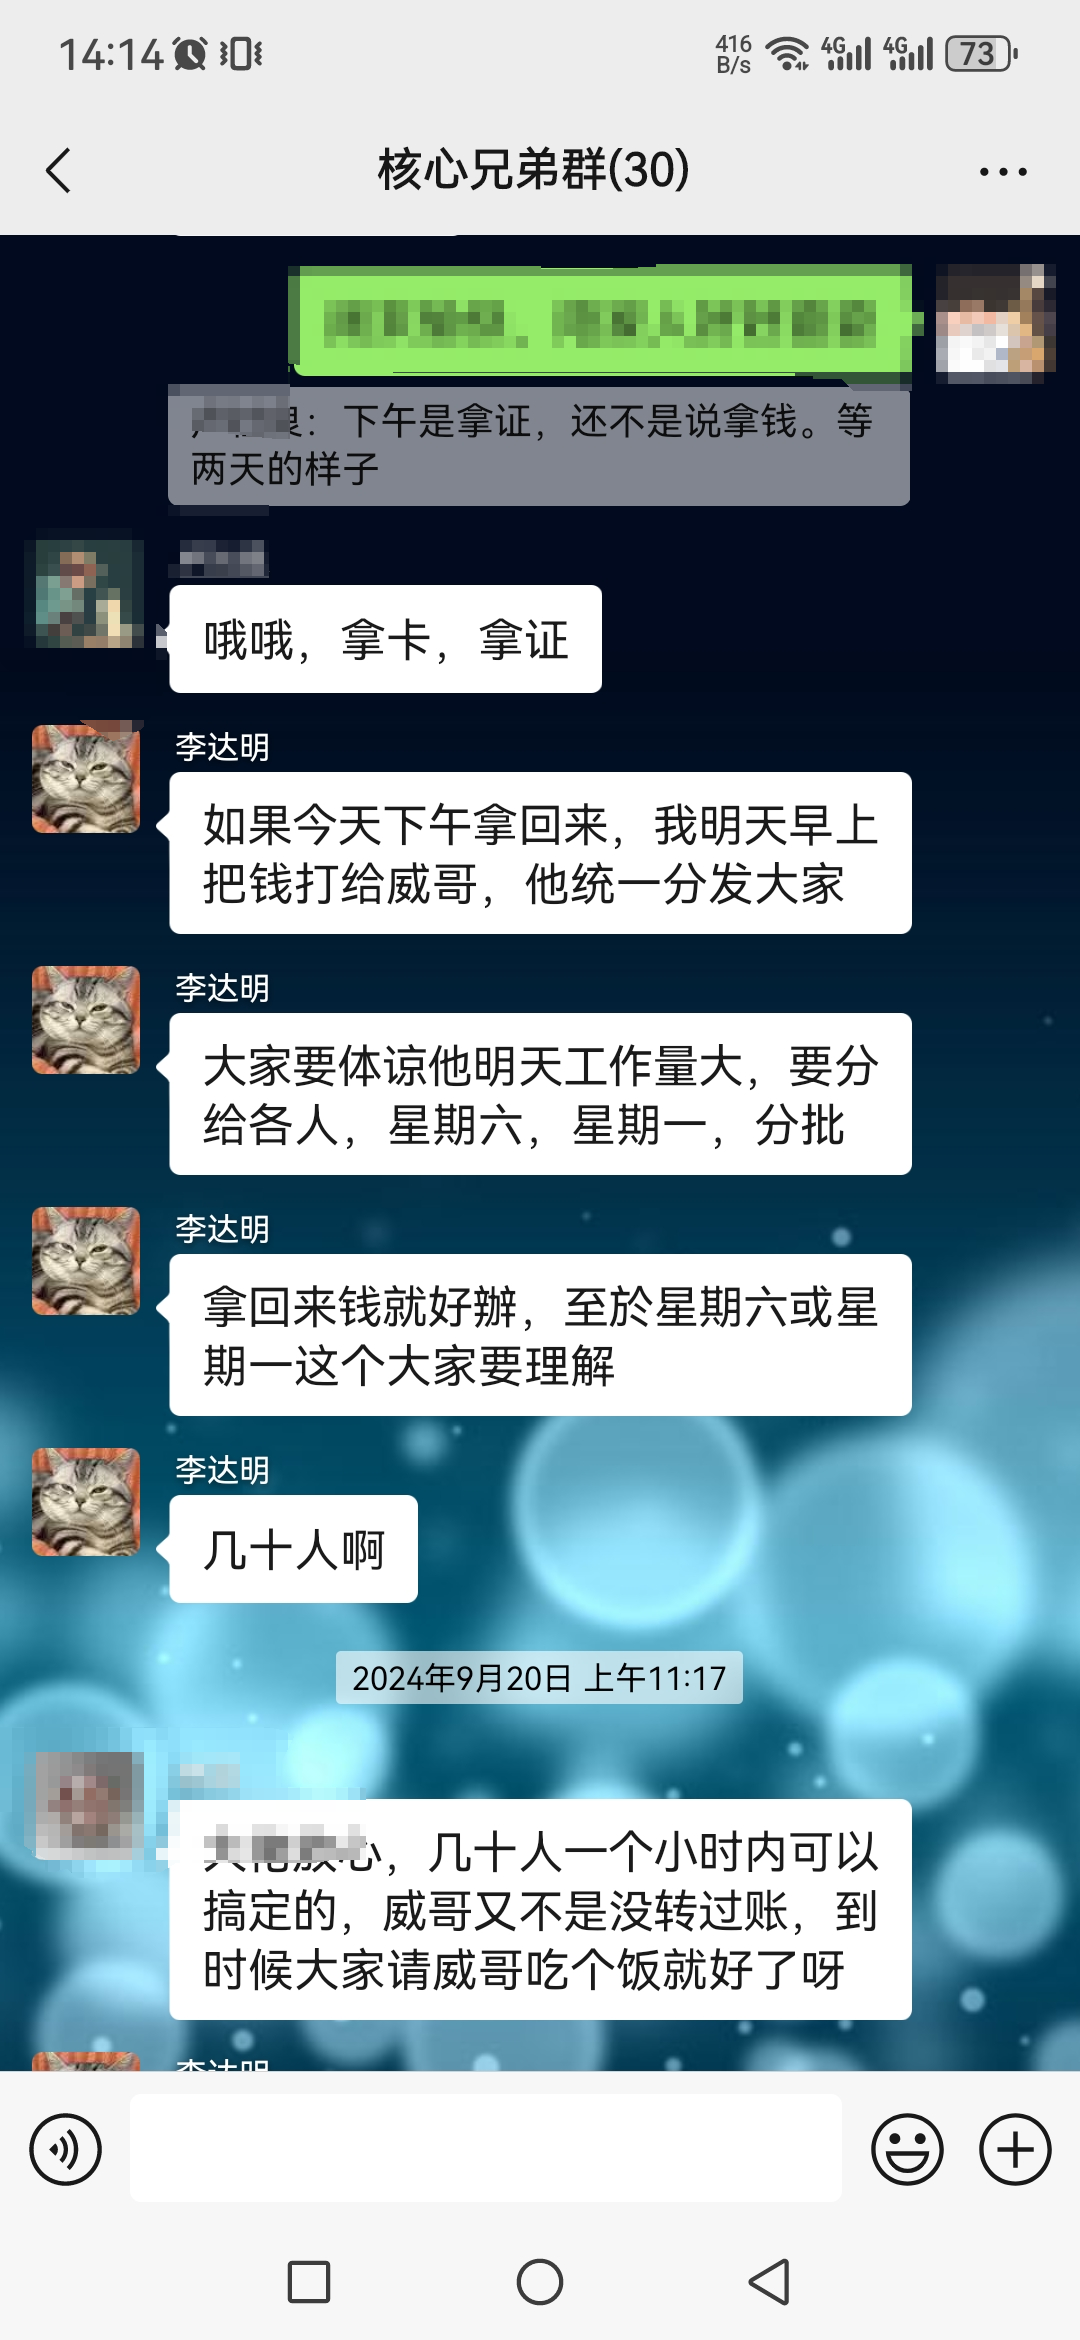 14:14
416
B/s
4G
4G
73
核心兄弟群(30)
：下午是拿证，还不是说拿钱。等
两天的样子
哦哦，拿卡，拿证
李达明
如果今天下午拿回来，我明天早上
把钱打给威哥，他统一分发大家
李达明
大家要体谅他明天工作量大，要分
给各人，星期六，星期一，分批
李达明
拿回来钱就好辦，至於星期六或星
期一这个大家要理解
李达明
几十人啊
2024年9月20日 上午11:17
心，几十人一个小时内可以
搞定的，威哥又不是没转过账，到
时候大家请威哥吃个饭就好了呀
李达明